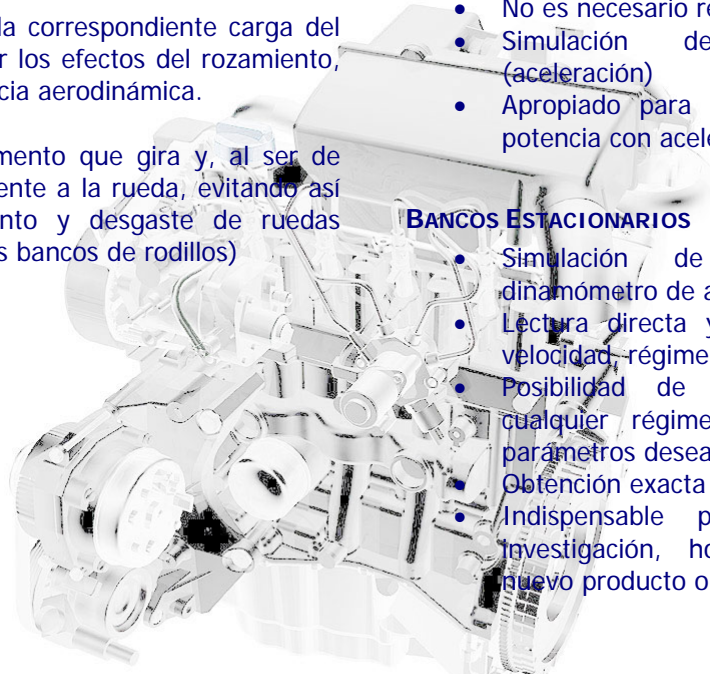 la correspondiente carga del
r los efectos del rozamiento,
cia aerodinámica.
mento que gira y, al ser de
ente a la rueda, evitando así
nto y desgaste de ruedas
s bancos de rodillos)
• No es necesario re
• Simulación de
(aceleración)
• Apropiado para
potencia con acele
BANCOS ESTACIONARIOS
• Simulación de
dinamómetro de a
• Lectura directa y
velocidad, régime
• Posibilidad de
cualquier régime
parámetros desea
• Obtención exacta
• Indispensable p
investigación, ho
nuevo producto o